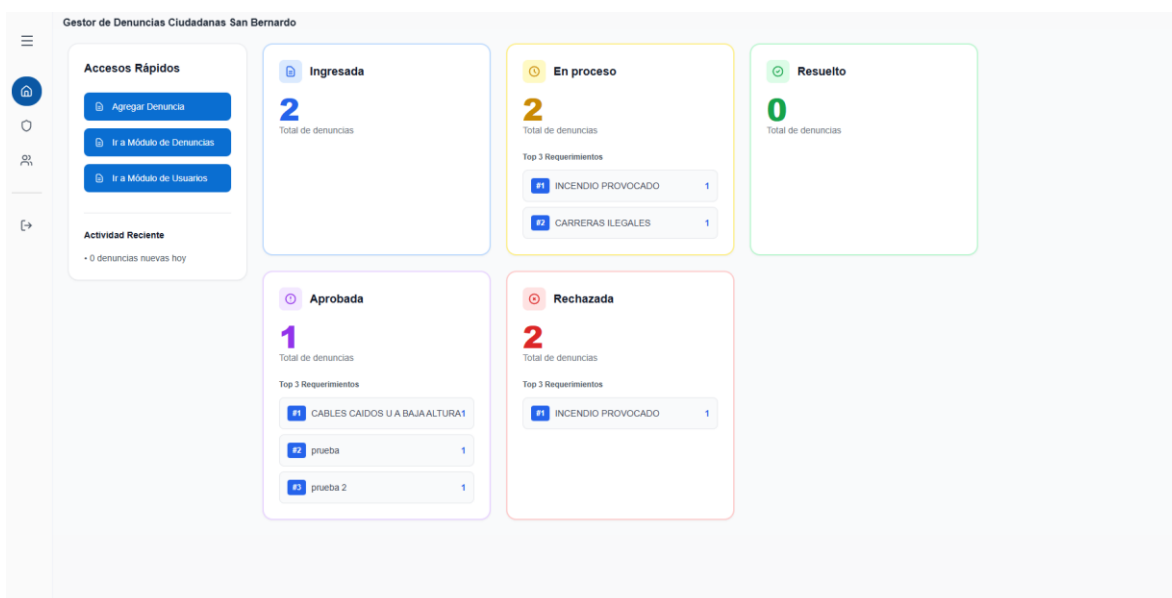 Gestor de Denuncias Ciudadanas San Bernardo
Accesos Rápidos
Agregar Denuncia
Ir a Módulo de Denuncias
Ir a Módulo de Usuarios
Actividad Reciente
• 0 denuncias nuevas hoy
Ingresada
2
Total de denuncias
En proceso
2
Total de denuncias
Top 3 Requerimientos
#1 INCENDIO PROVOCADO 1
#2 CARRERAS ILEGALES 1
Resuelto
0
Total de denuncias
Aprobada
1
Total de denuncias
Top 3 Requerimientos
#1 CABLES CAIDOS U A BAJA ALTURA 1
#2 prueba 1
#3 prueba 2 1
Rechazada
2
Total de denuncias
Top 3 Requerimientos
#1 INCENDIO PROVOCADO 1